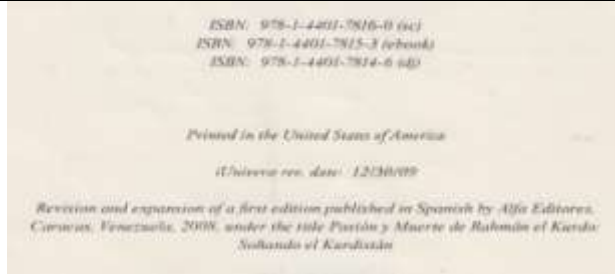 ISBN: 978-1-4401-7816-0 (sc)
ISBN: 978-1-4401-7815-3 (ebook)
ISBN: 978-1-4401-7814-6 (dj)
Printed in the United States of America
iUniverse rev. date: 12/30/09
Revision and expansion of a first edition published in Spanish by Alfa Editores,
Caracas, Venezuela, 2008, under the title Pasión y Muerte de Rahmán el Kurdo:
Soñando el Kurdistán